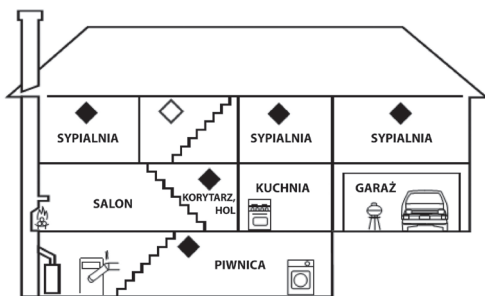 SYPIALNIA
SYPIALNIA
SYPIALNIA
SALON
KORYTARZ,
HOL
KUCHNIA
GARAŻ
PIWNICA